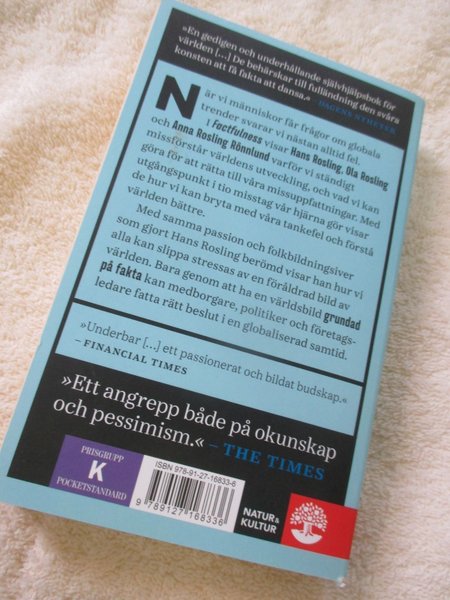 »En gedigen och underhållande självhjälpsbok för
världen [...] De behärskar till fulländning den svåra
konsten att få fakta att dansa.« – DAGENS NYHETER
När vi människor får frågor om globala
trender svarar vi nästan alltid fel.
I Factfulness visar Hans Rosling, Ola Rosling
och Anna Rosling Rönnlund varför vi ständigt
missförstår världens utveckling, och vad vi kan
göra för att rätta till våra missuppfattningar. Med
utgångspunkt i tio misstag vår hjärna gör visar
de hur vi kan bryta med våra tankefel och förstå
världen bättre.
Med samma passion och folkbildningsiver
som gjort Hans Rosling berömd visar han hur vi
alla kan slippa stressas av en föråldrad bild av
världen. Bara genom att ha en världsbild grundad
på fakta kan medborgare, politiker och företags-
ledare fatta rätt beslut i en globaliserad samtid.
»Underbar [...] ett passionerat och bildat budskap.«
– FINANCIAL TIMES
»Ett angrepp både på okunskap
och pessimism.« – THE TIMES
PRISGRUPP
K
POCKETSTANDARD
ISBN 978-91-27-16833-6
9 789127 168336
NATUR &
KULTUR